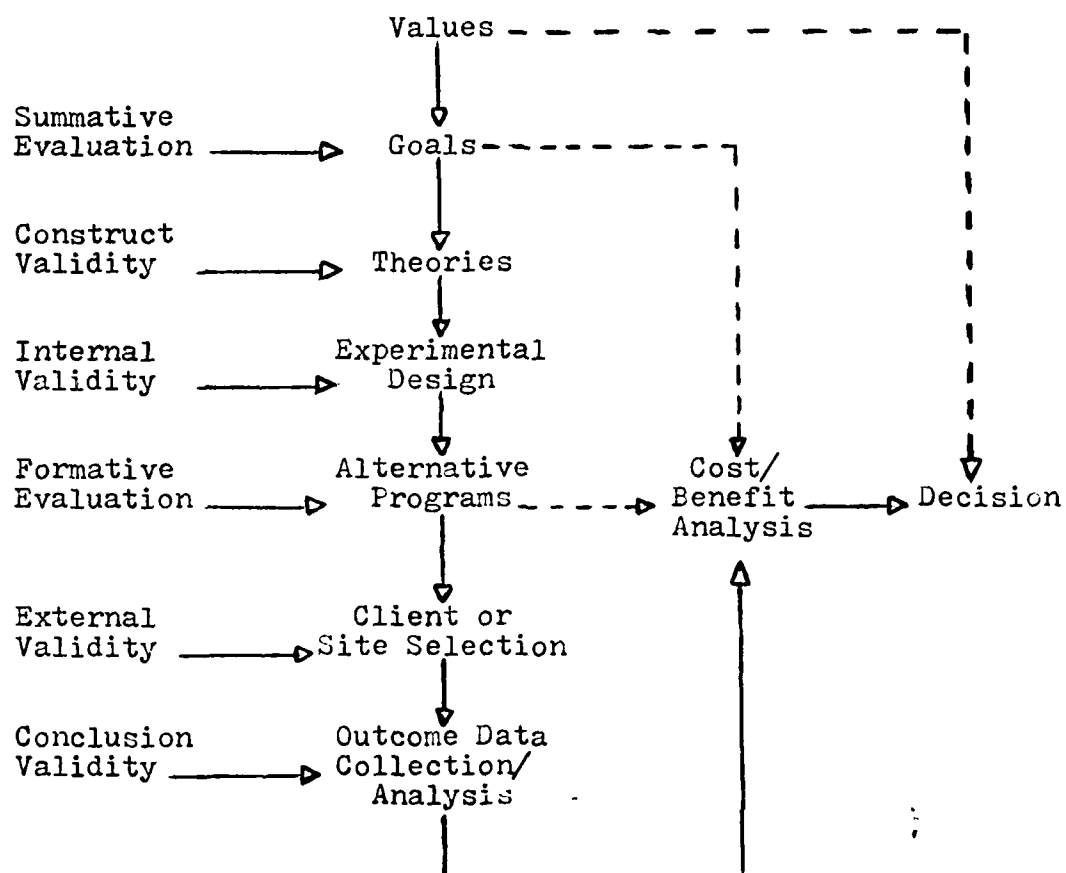 Values
Summative
Evaluation
Goals
Construct
Validity
Theories
Internal
Validity
Experimental
Design
Formative
Evaluation
Alternative
Programs
Cost/
Benefit
Analysis
Decision
External
Validity
Client or
Site Selection
Conclusion
Validity
Outcome Data
Collection/
Analysis